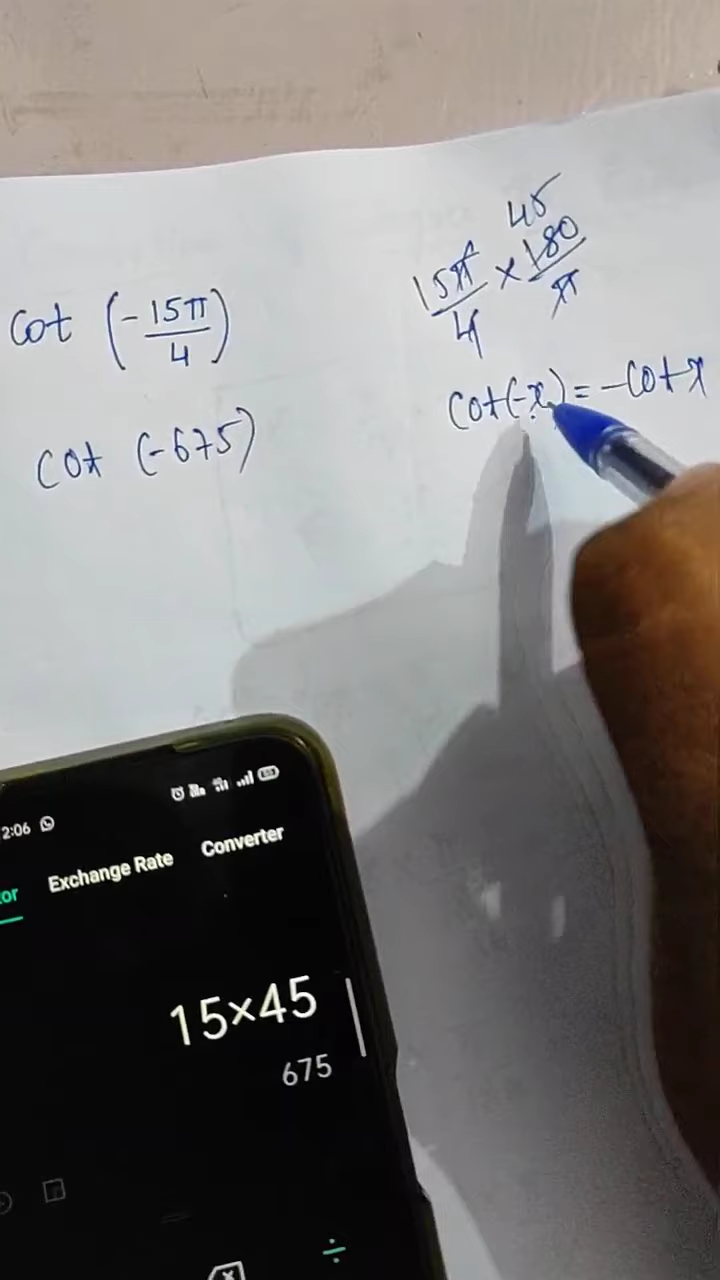 45
15π/4 × 180/π
cot (-15π/4)
cot(-x) = -cot x
cot (-675)
2:06
tor Exchange Rate Converter
15×45
675
÷